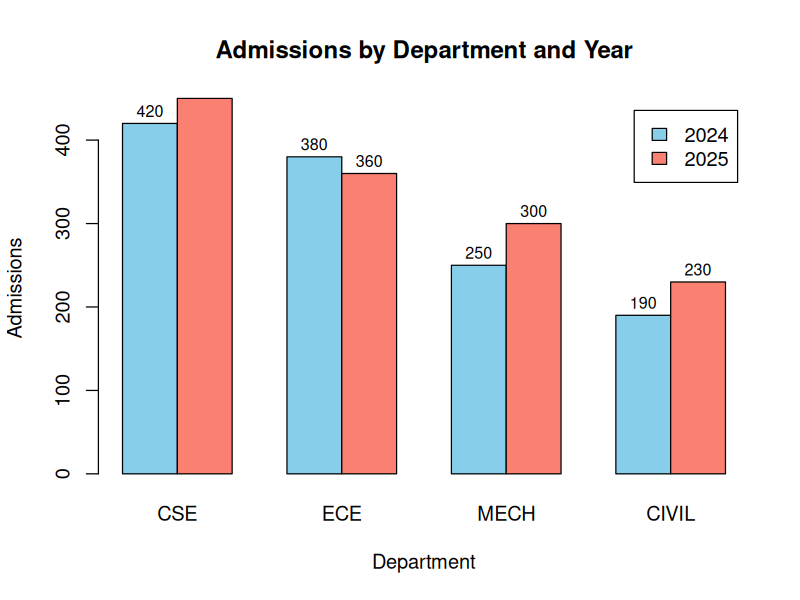 Admissions by Department and Year
2024
2025
Admissions
400
300
200
100
0
420
380
360
250
300
190
230
CSE
ECE
MECH
CIVIL
Department